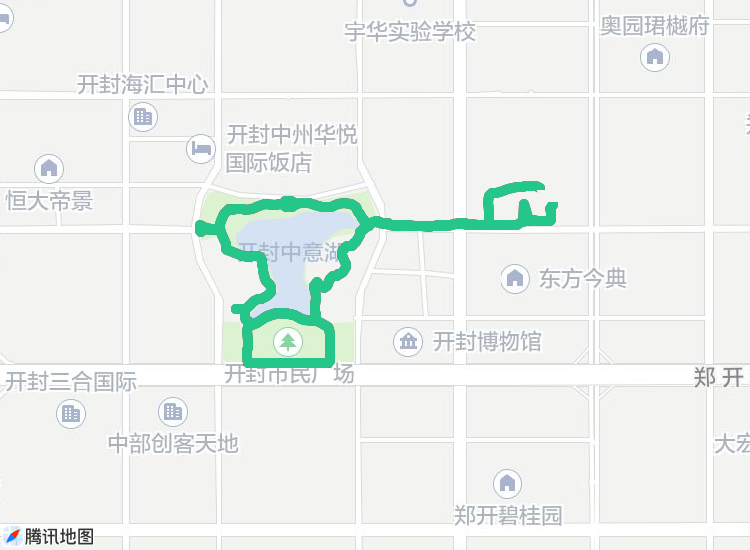 宇华实验学校
奥园珺樾府
开封海汇中心
开封中州华悦
国际饭店
恒大帝景
开封中意湖
东方今典
开封博物馆
开封市民广场
开封三合国际
郑 开
中部创客天地
大宏
郑开碧桂园
腾讯地图